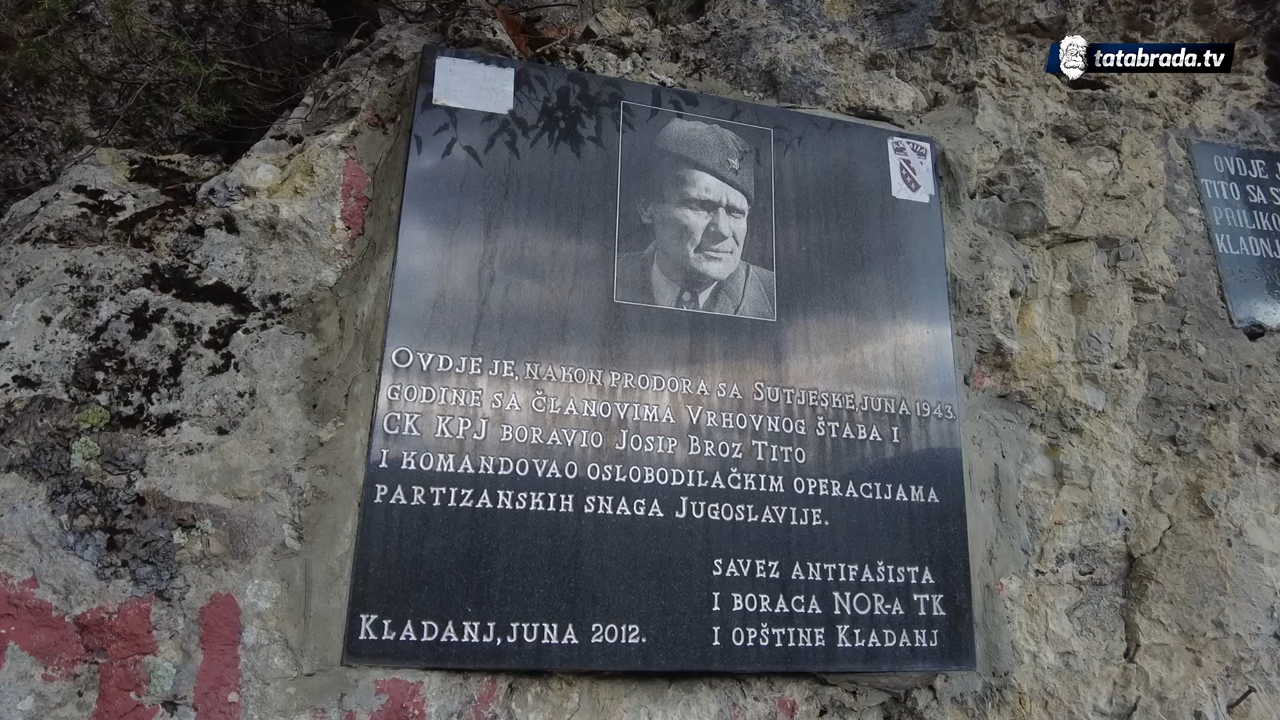 tatabrada.tv
OVDJE JE, NAKON PRODORA SA SUTJESKE, JUNA 1943.
GODINE SA ČLANOVIMA VRHOVNOG ŠTABA I
CK KPJ BORAVIO JOSIP BROZ TITO
I KOMANDOVAO OSLOBODILAČKIM OPERACIJAMA
PARTIZANSKIH SNAGA JUGOSLAVIJE.
SAVEZ ANTIFAŠISTA
I BORACA NOR-A TK
I OPŠTINE KLADANJ
KLADANJ, JUNA 2012.
OVDJE
TITO SA
PRILIKO
KLADNJ